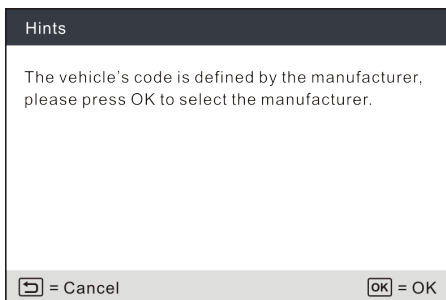 Hints
The vehicle's code is defined by the manufacturer,
please press OK to select the manufacturer.
= Cancel
OK = OK